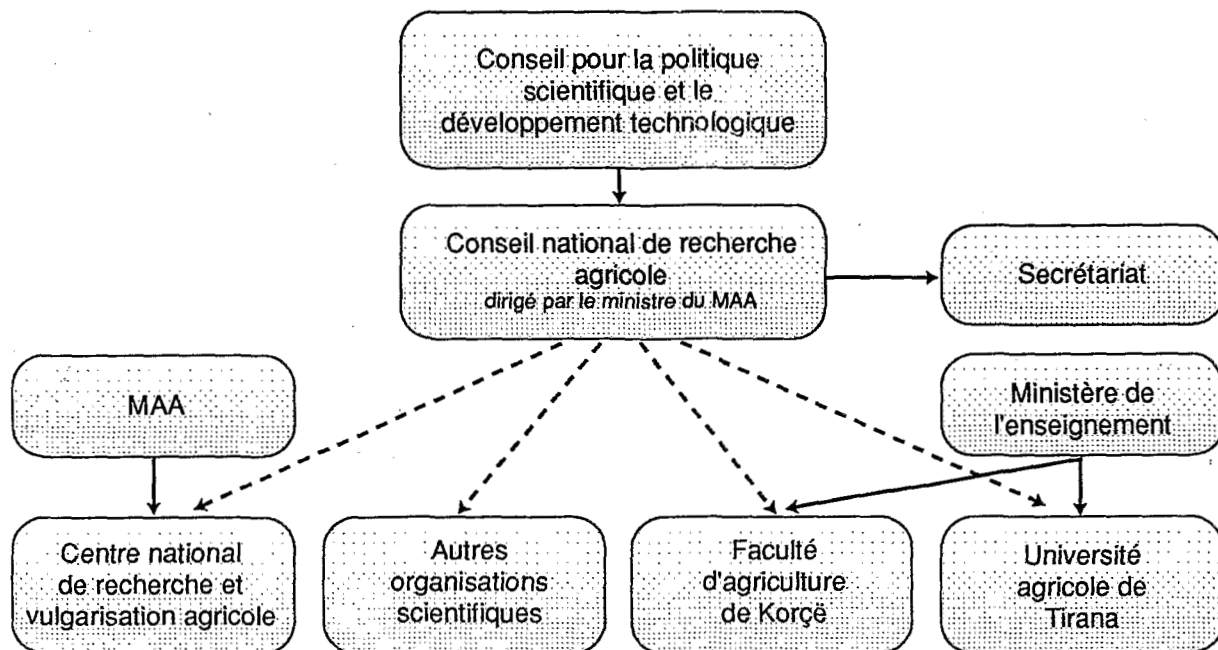 Conseil pour la politique
scientifique et le
développement technologique
Conseil national de recherche
agricole
dirigé par le ministre du MAA
Secrétariat
MAA
Ministère de
l'enseignement
Centre national
de recherche et
vulgarisation agricole
Autres
organisations
scientifiques
Faculté
d'agriculture
de Korçë
Université
agricole de
Tirana